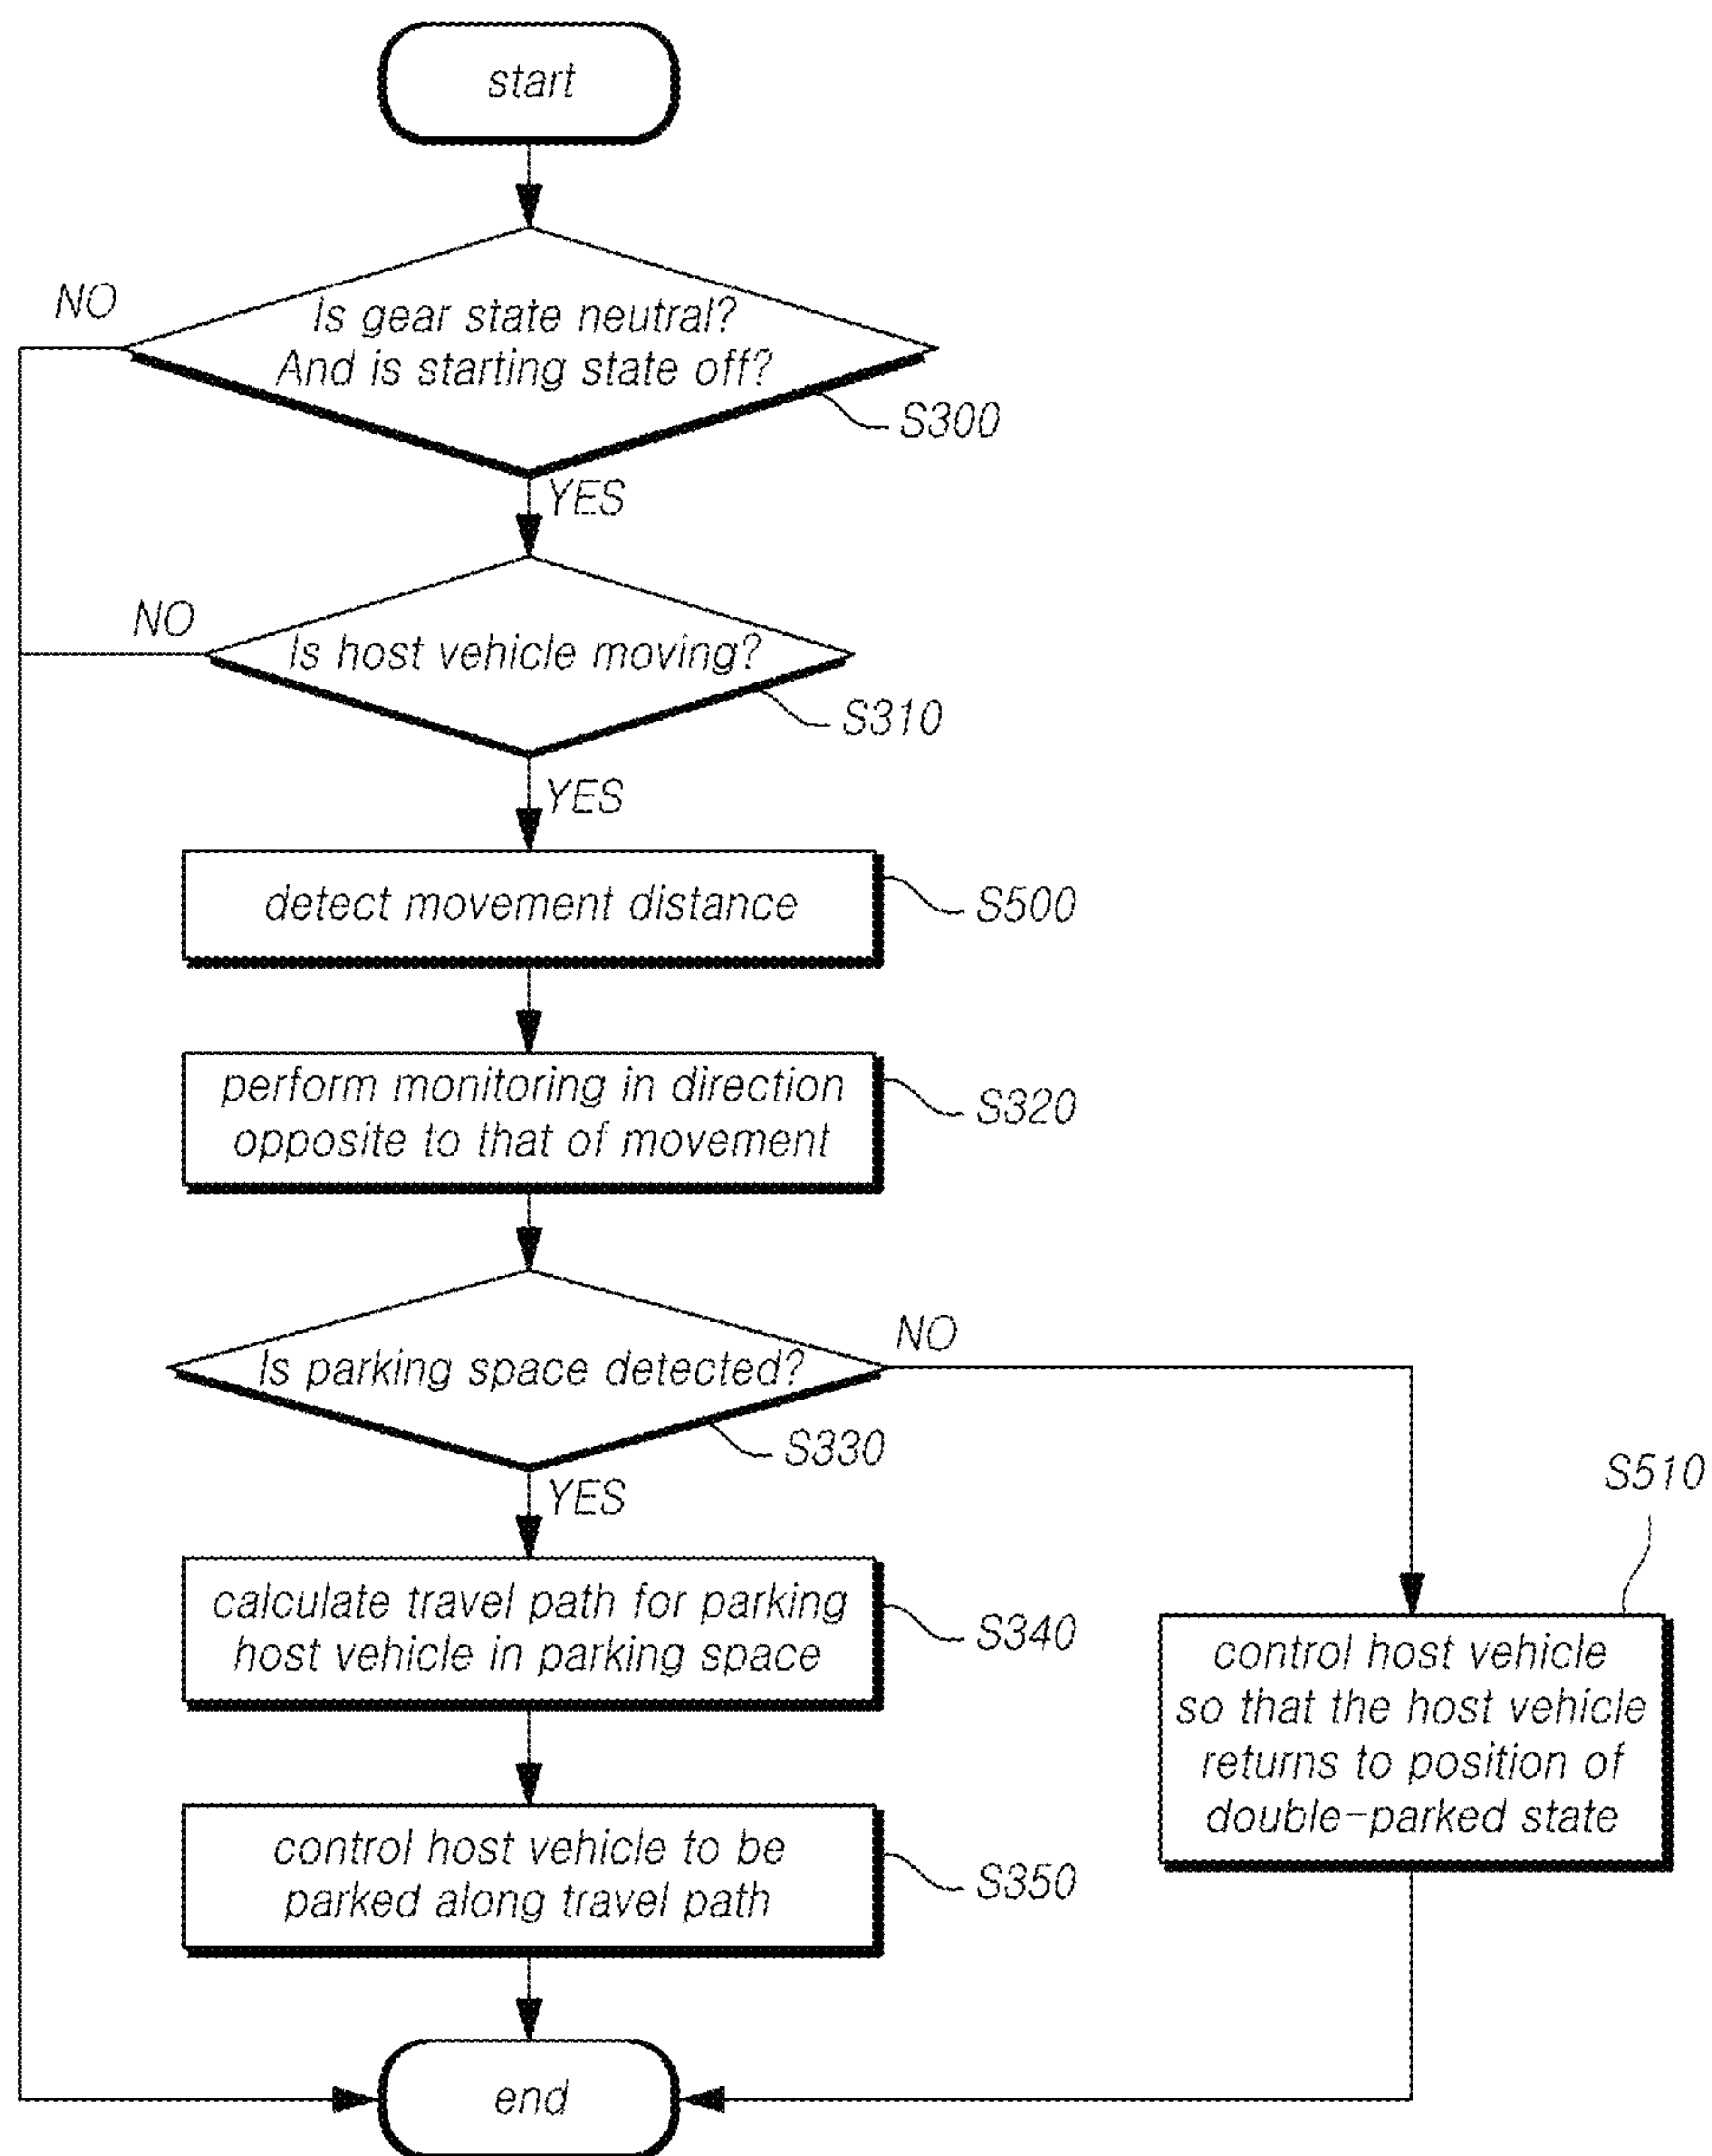 start
NO
Is gear state neutral?
And is starting state off?
S300
YES
NO
Is host vehicle moving?
S310
YES
detect movement distance
S500
perform monitoring in direction
opposite to that of movement
S320
NO
Is parking space detected?
S330
YES
S510
calculate travel path for parking
host vehicle in parking space
S340
control host vehicle
so that the host vehicle
returns to position of
double-parked state
control host vehicle to be
parked along travel path
S350
end